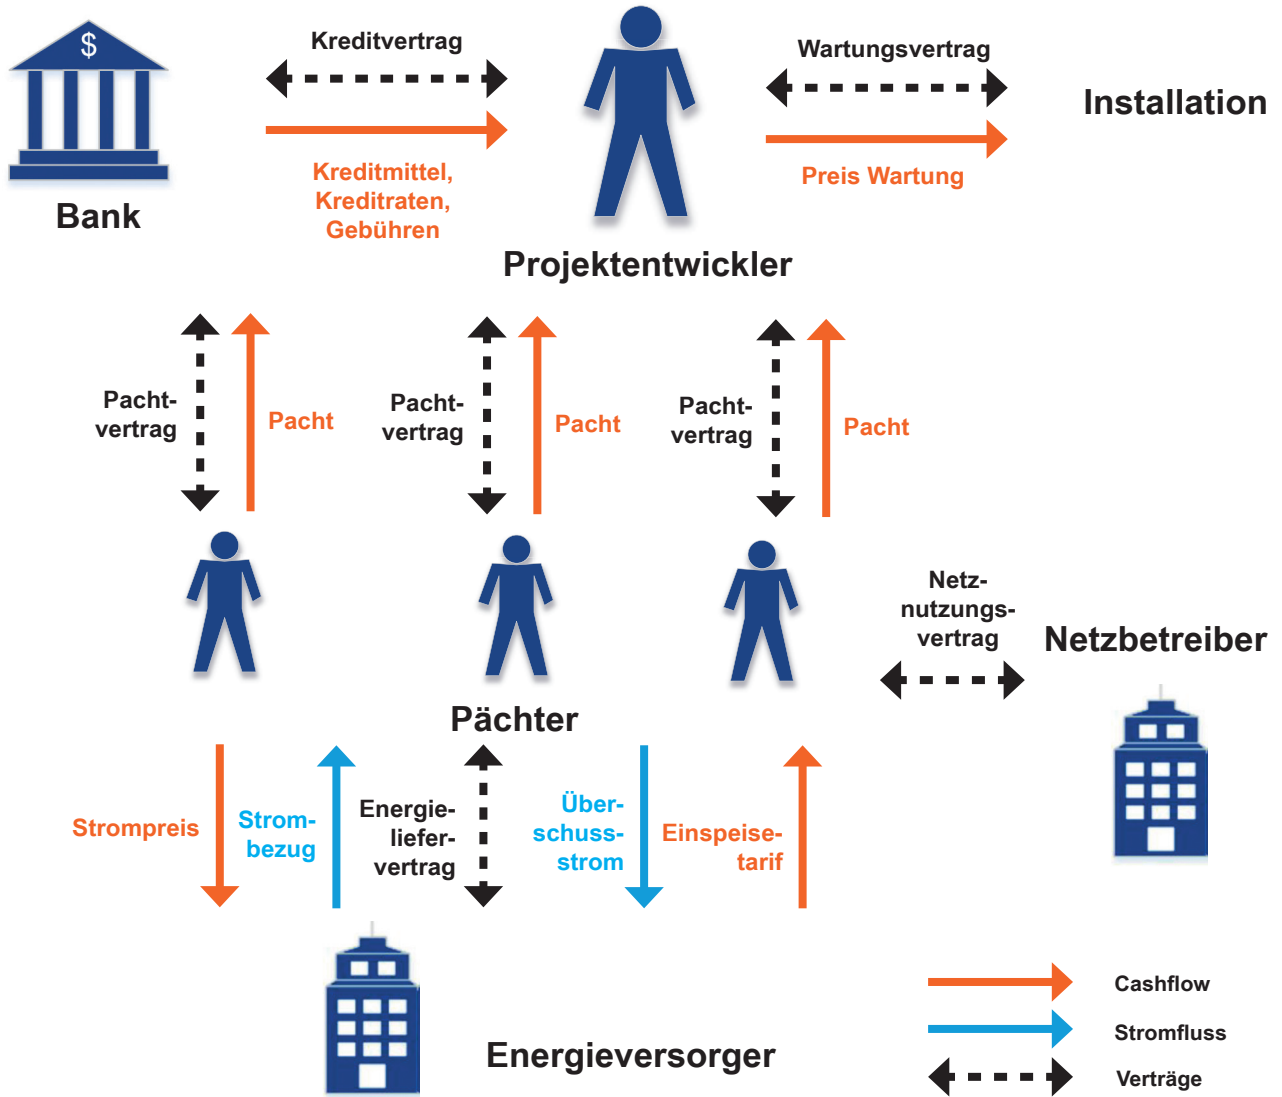 $
Kreditvertrag
Wartungsvertrag
Installation
Kreditmittel,
Kreditraten,
Gebühren
Preis Wartung
Bank
Projektentwickler
Pacht-
vertrag
Pacht
Pacht-
vertrag
Pacht
Pacht-
vertrag
Pacht
Netz-
nutzungs-
vertrag
Netzbetreiber
Pächter
Strompreis
Strom-
bezug
Energie-
liefer-
vertrag
Über-
schuss-
strom
Einspeise-
tarif
Energieversorger
Cashflow
Stromfluss
Verträge